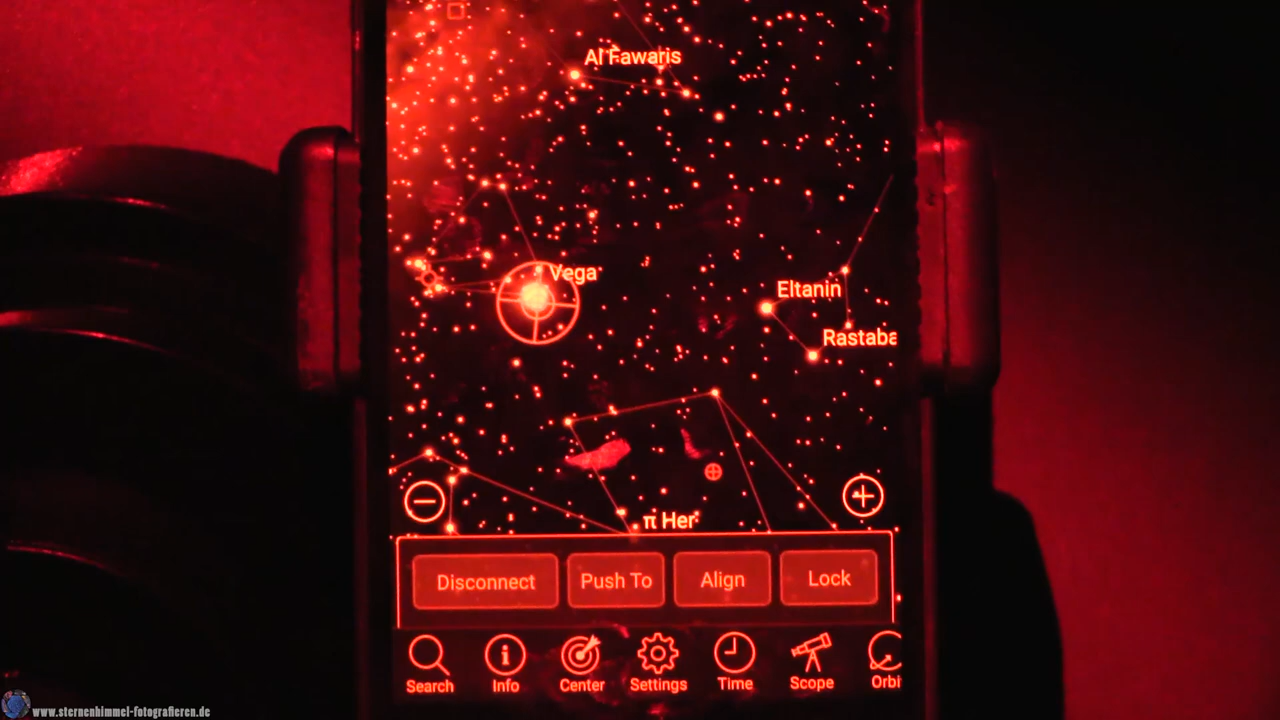 Al Fawaris
Vega
Eltanin
Rastaba
π Her
Disconnect
Push To
Align
Lock
Search
Info
Center
Settings
Time
Scope
Orbi
www.sternenhimmel-fotografieren.de